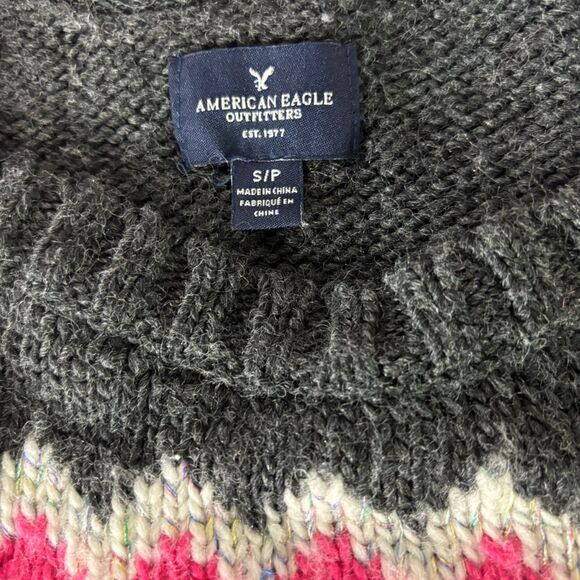 AMERICAN EAGLE
OUTFITTERS
EST. 1977
S/P
MADE IN CHINA
FABRIQUÉ EN
CHINE